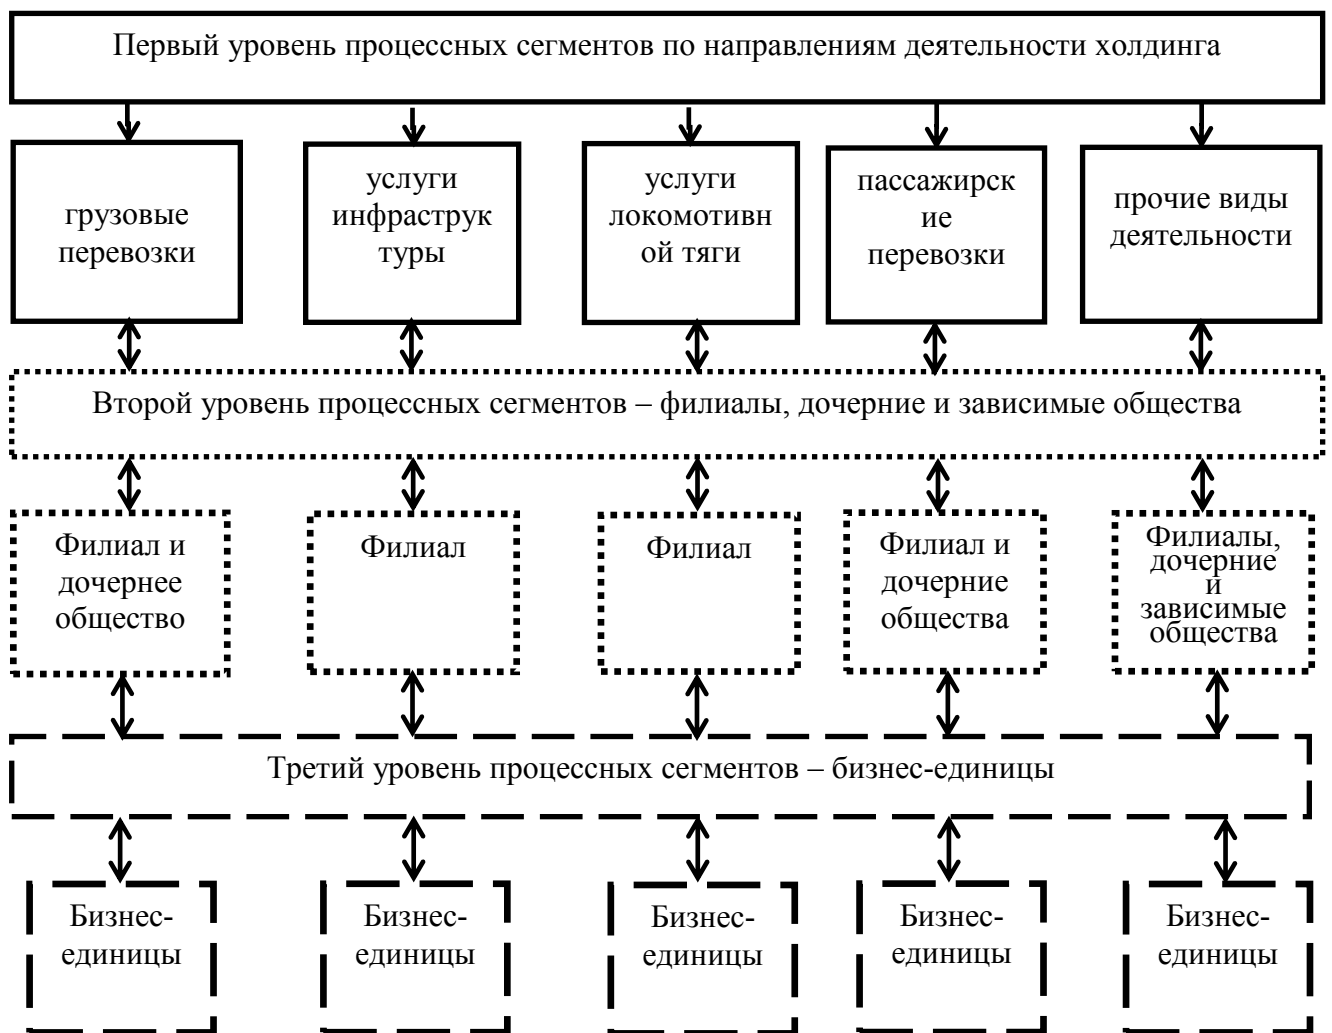 Первый уровень процессных сегментов по направлениям деятельности холдинга
грузовые
перевозки
услуги
инфраструк
туры
услуги
локомотивн
ой тяги
пассажирск
ие
перевозки
прочие виды
деятельности
Второй уровень процессных сегментов – филиалы, дочерние и зависимые общества
Филиал и
дочернее
общество
Филиал
Филиал
Филиал и
дочерние
общества
Филиалы,
дочерние
и
зависимые
общества
Третий уровень процессных сегментов – бизнес-единицы
Бизнес-
единицы
Бизнес-
единицы
Бизнес-
единицы
Бизнес-
единицы
Бизнес-
единицы